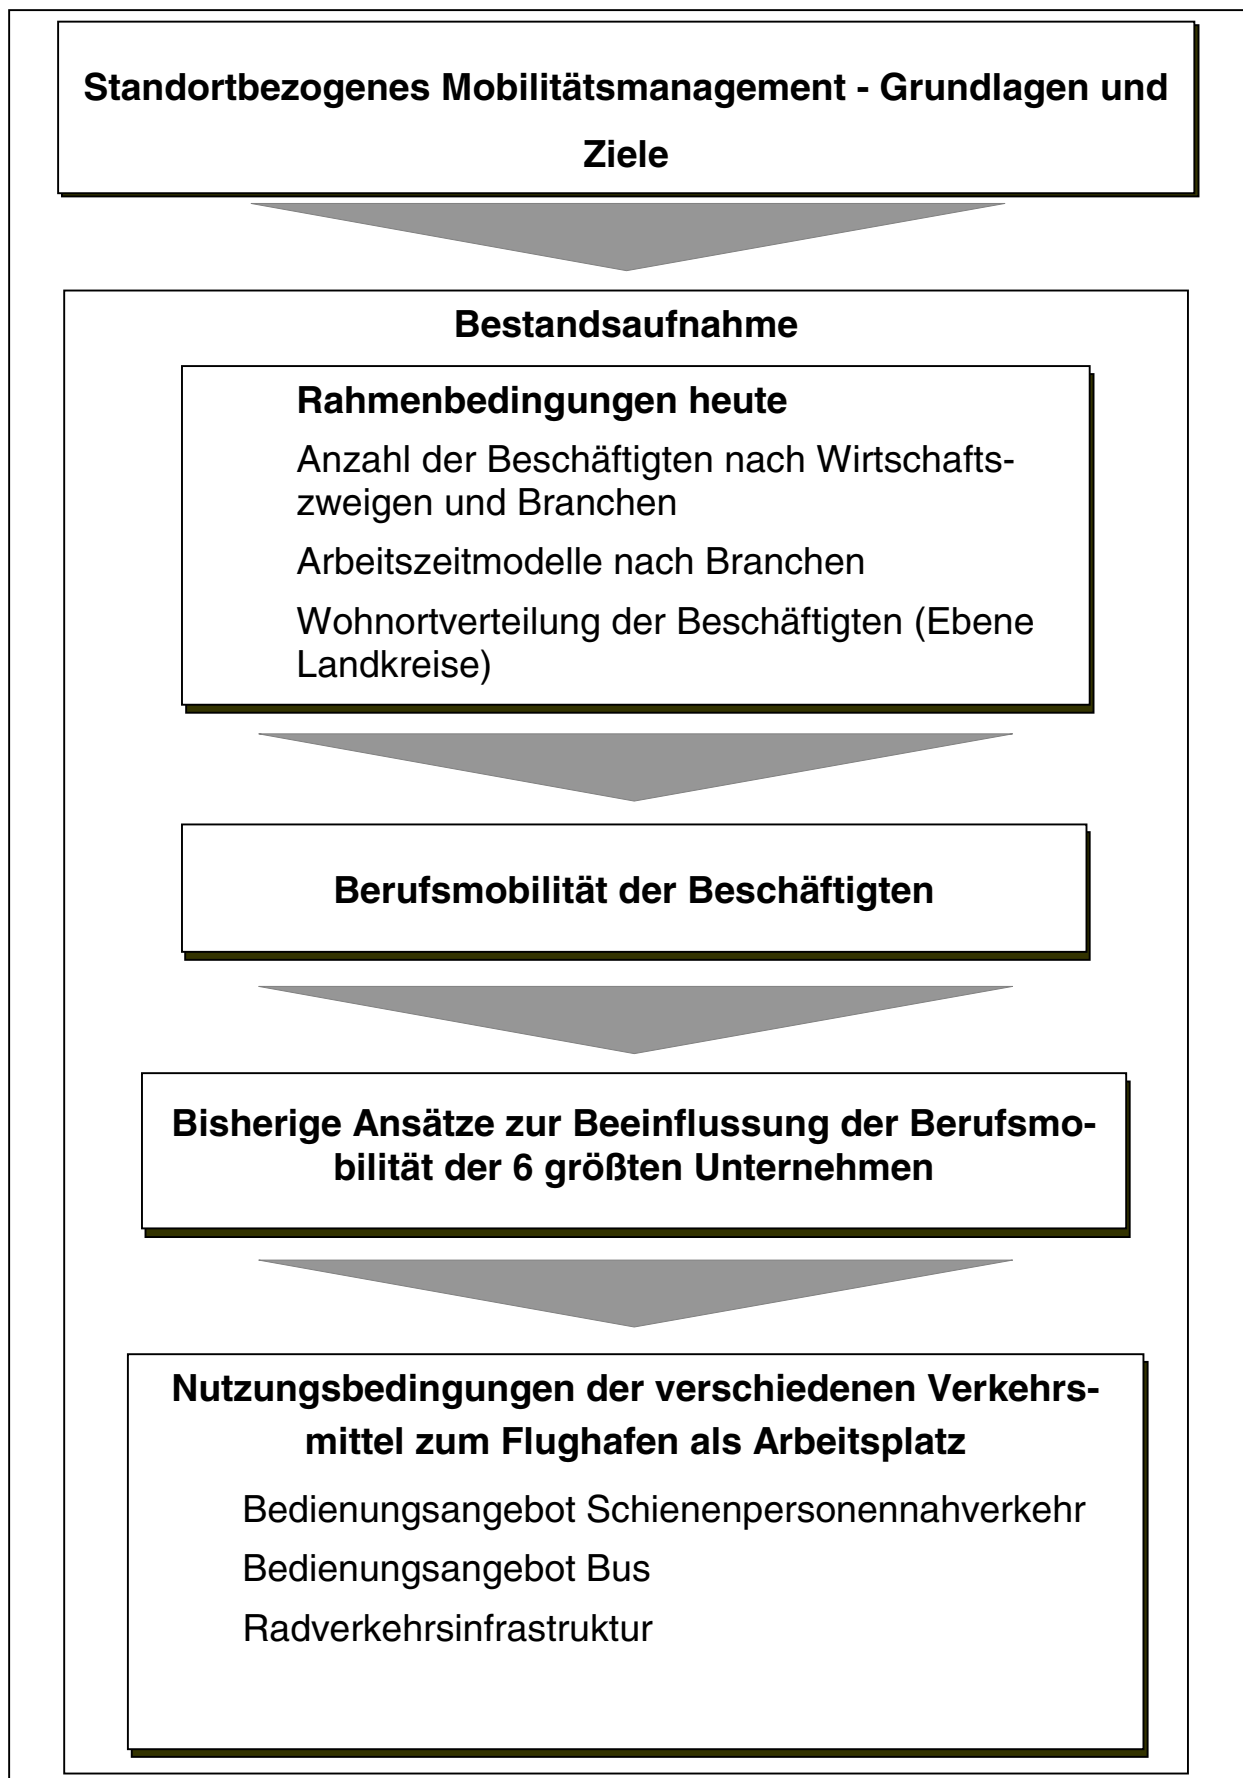 Standortbezogenes Mobilitätsmanagement - Grundlagen und
Ziele
Bestandsaufnahme
Rahmenbedingungen heute
Anzahl der Beschäftigten nach Wirtschafts-
zweigen und Branchen
Arbeitszeitmodelle nach Branchen
Wohnortverteilung der Beschäftigten (Ebene
Landkreise)
Berufsmobilität der Beschäftigten
Bisherige Ansätze zur Beeinflussung der Berufsmo-
bilität der 6 größten Unternehmen
Nutzungsbedingungen der verschiedenen Verkehrs-
mittel zum Flughafen als Arbeitsplatz
Bedienungsangebot Schienenpersonennahverkehr
Bedienungsangebot Bus
Radverkehrsinfrastruktur